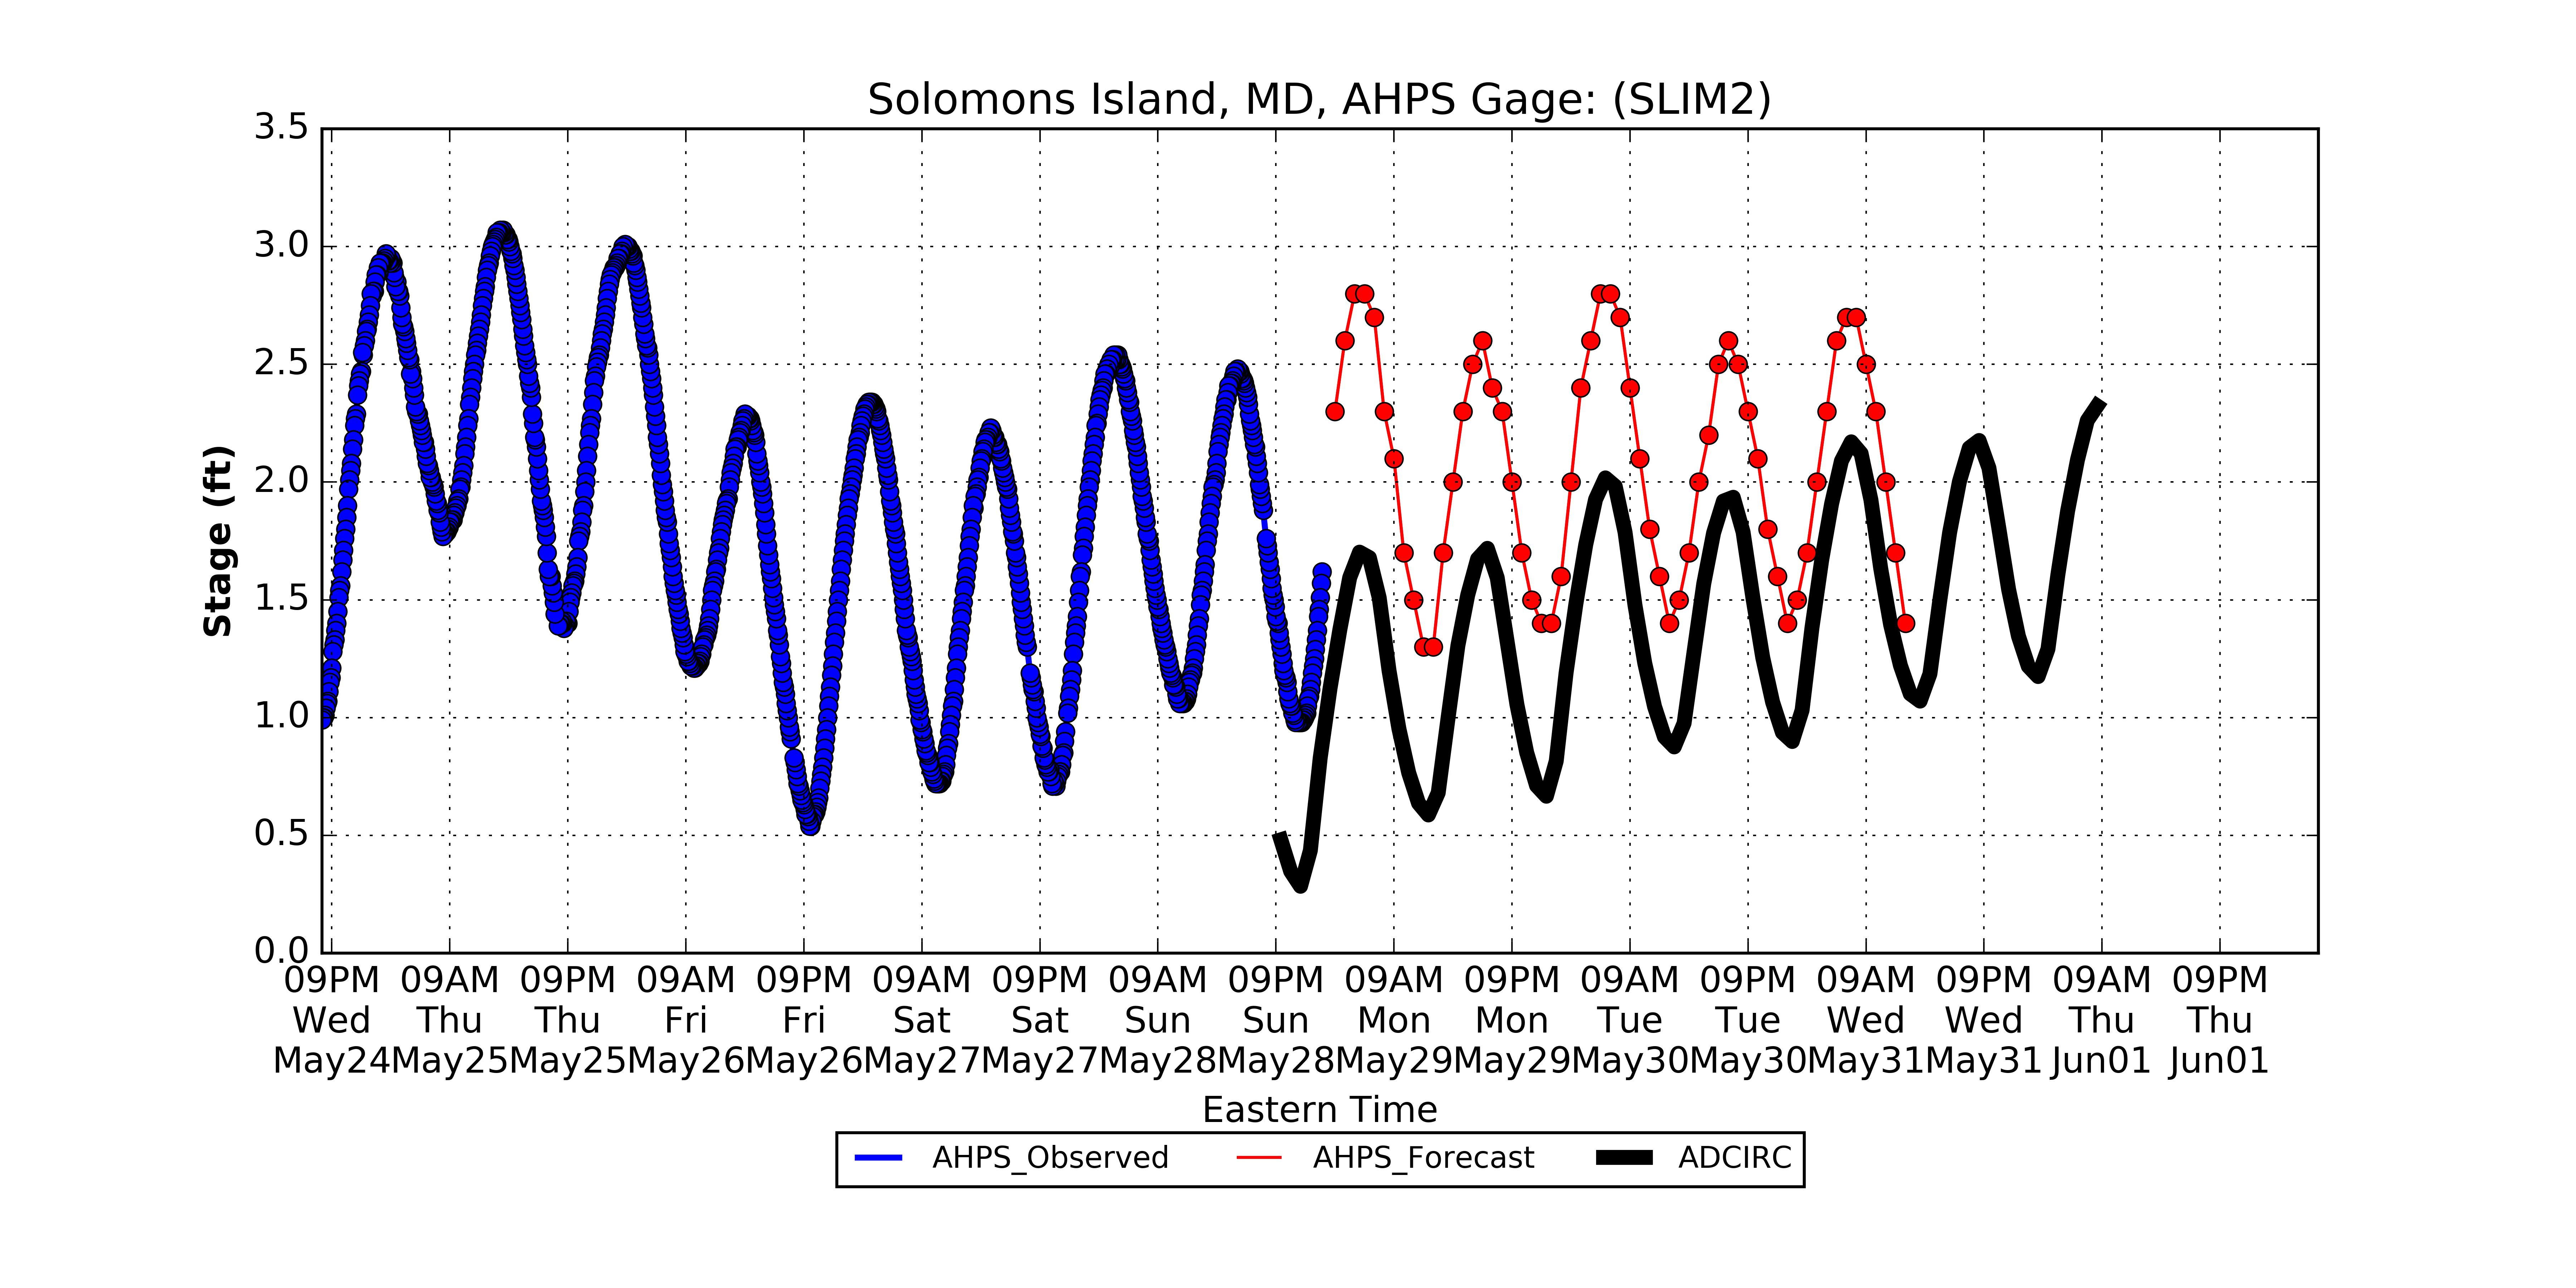 Solomons Island, MD, AHPS Gage: (SLIM2)
3.5
3.0
2.5
2.0
1.5
1.0
0.5
0.0
Stage (ft)
09PM 09AM 09PM 09AM 09PM 09AM 09PM 09AM 09PM 09AM 09PM 09AM 09PM 09AM 09PM 09AM 09PM
Wed Thu Thu Fri Fri Sat Sat Sun Sun Mon Mon Tue Tue Wed Wed Thu Thu
May24 May25 May25 May26 May26 May27 May27 May28 May28 May29 May29 May30 May30 May31 May31 Jun01 Jun01
Eastern Time
AHPS_Observed AHPS_Forecast ADCIRC